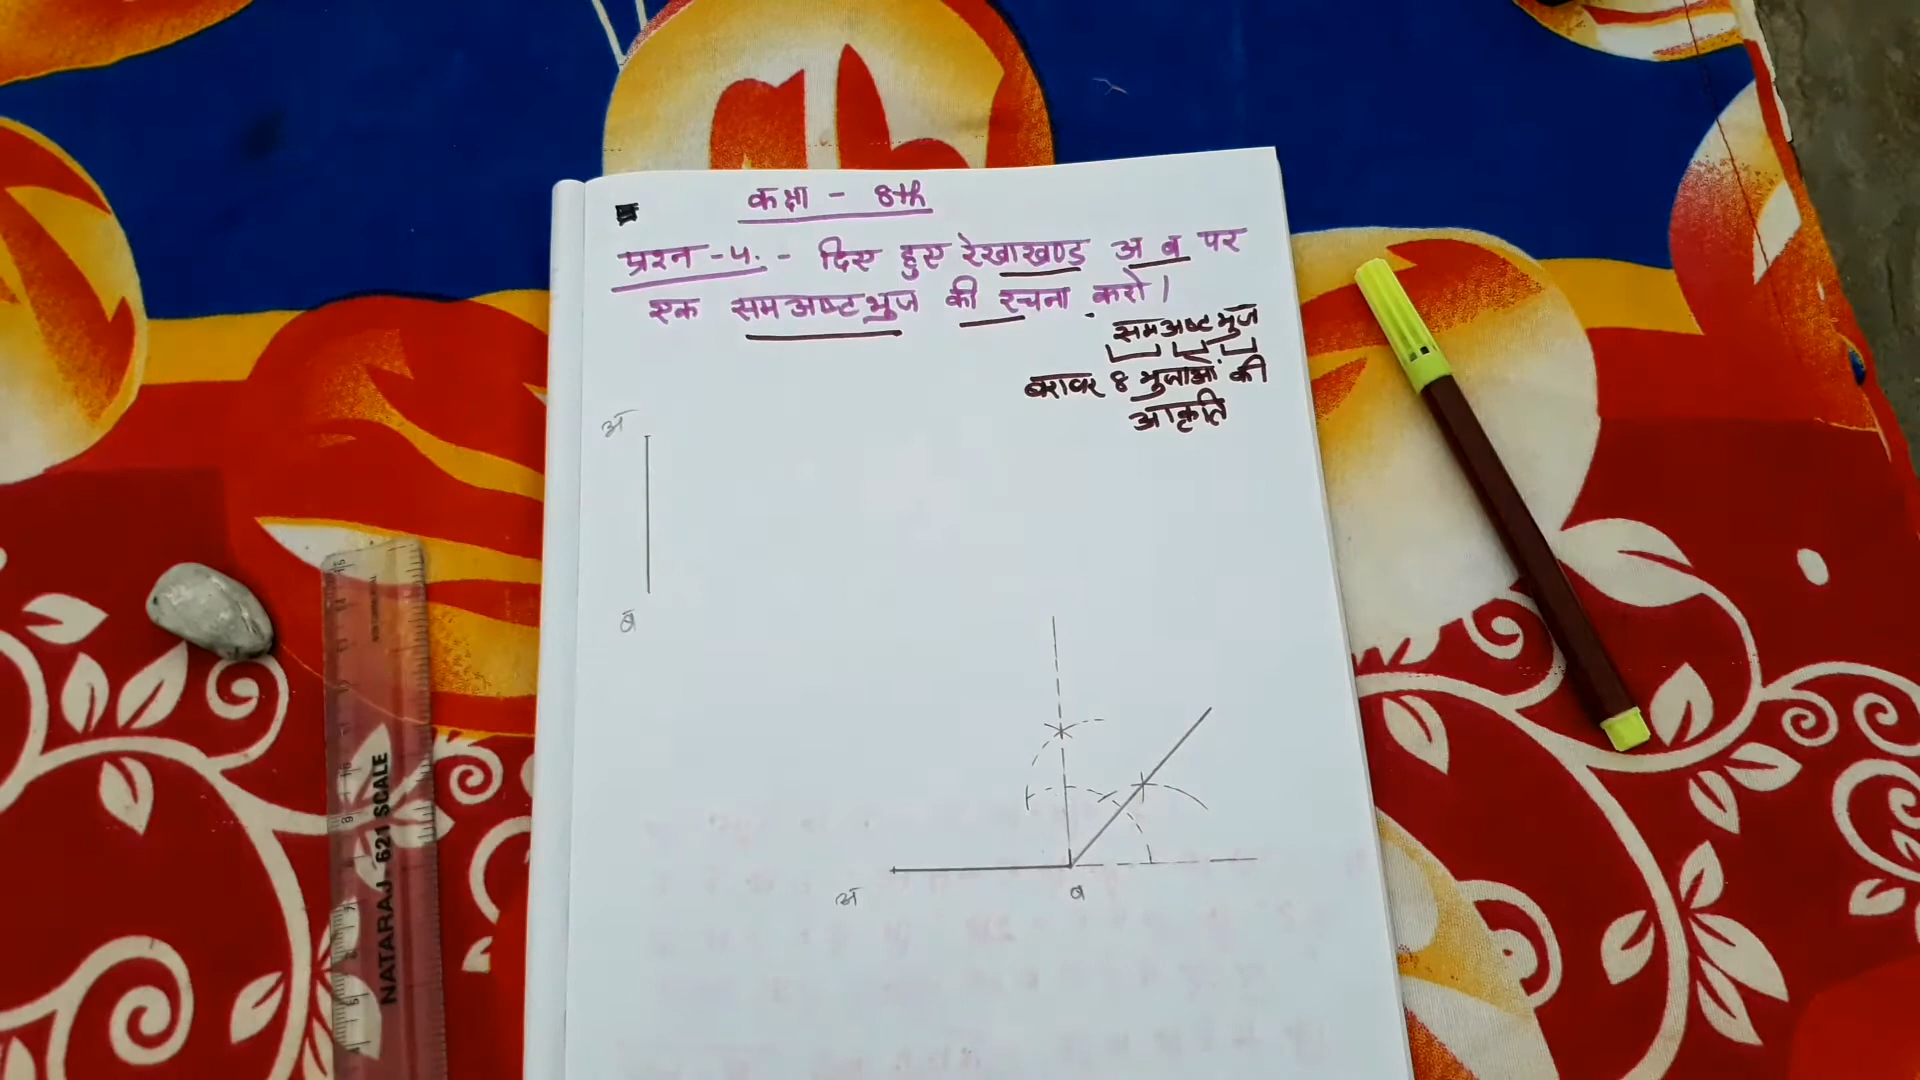 कक्षा - 8th
प्रश्न-५. - दिए हुए रेखाखण्ड अ ब पर
एक समअष्टभुज की रचना करो।
समअष्टभुज
बराबर 8 भुजाओं की
आकृति
अ
ब
अ
ब
NATARAJ- 621 SCALE